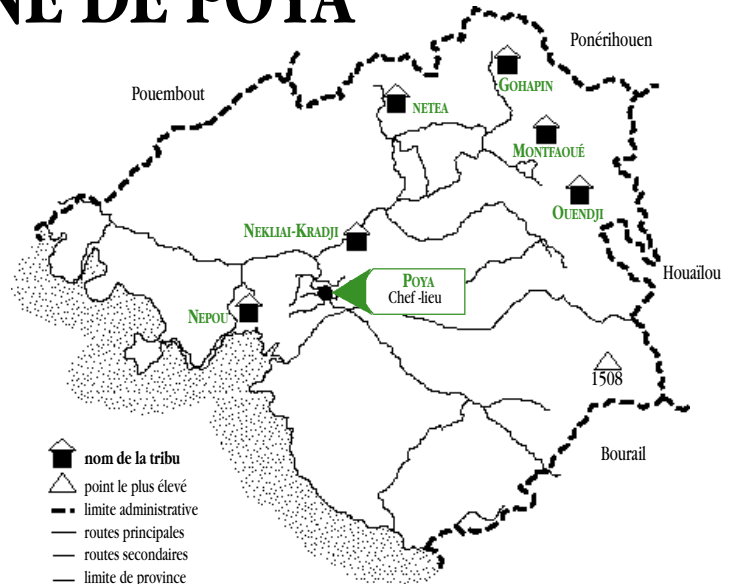 NE DE POYA
Ponérihouen
Pouembout
GOHAPIN
NETEA
MONTFAOUÉ
OUENDJI
NEKLIAI-KRADJI
Houaïlou
POYA
Chef -lieu
NEPOU
1508
Bourail
nom de la tribu
point le plus élevé
limite administrative
routes principales
routes secondaires
limite de province